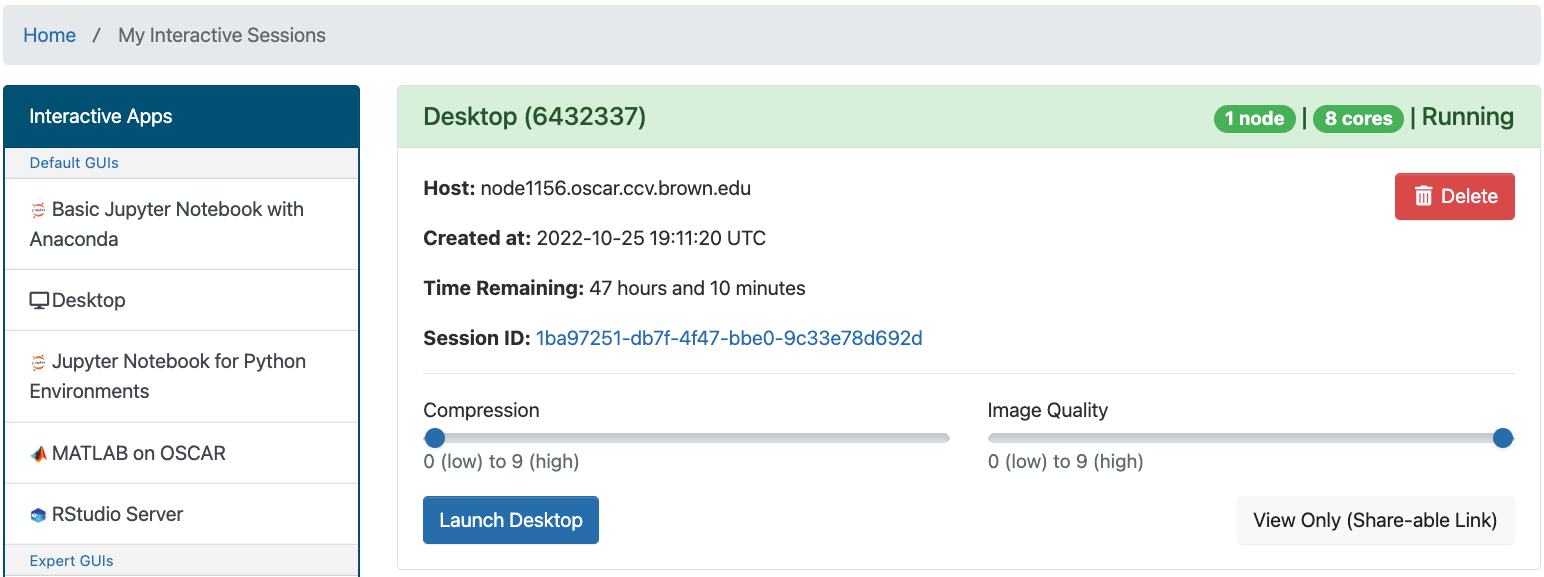 Home / My Interactive Sessions
Interactive Apps
Default GUIs
Basic Jupyter Notebook with
Anaconda
Desktop
Jupyter Notebook for Python
Environments
MATLAB on OSCAR
RStudio Server
Expert GUIs
Desktop (6432337)
1 node | 8 cores | Running
Host: node1156.oscar.ccv.brown.edu
Delete
Created at: 2022-10-25 19:11:20 UTC
Time Remaining: 47 hours and 10 minutes
Session ID: 1ba97251-db7f-4f47-bbe0-9c33e78d692d
Compression
0 (low) to 9 (high)
Image Quality
0 (low) to 9 (high)
Launch Desktop
View Only (Share-able Link)